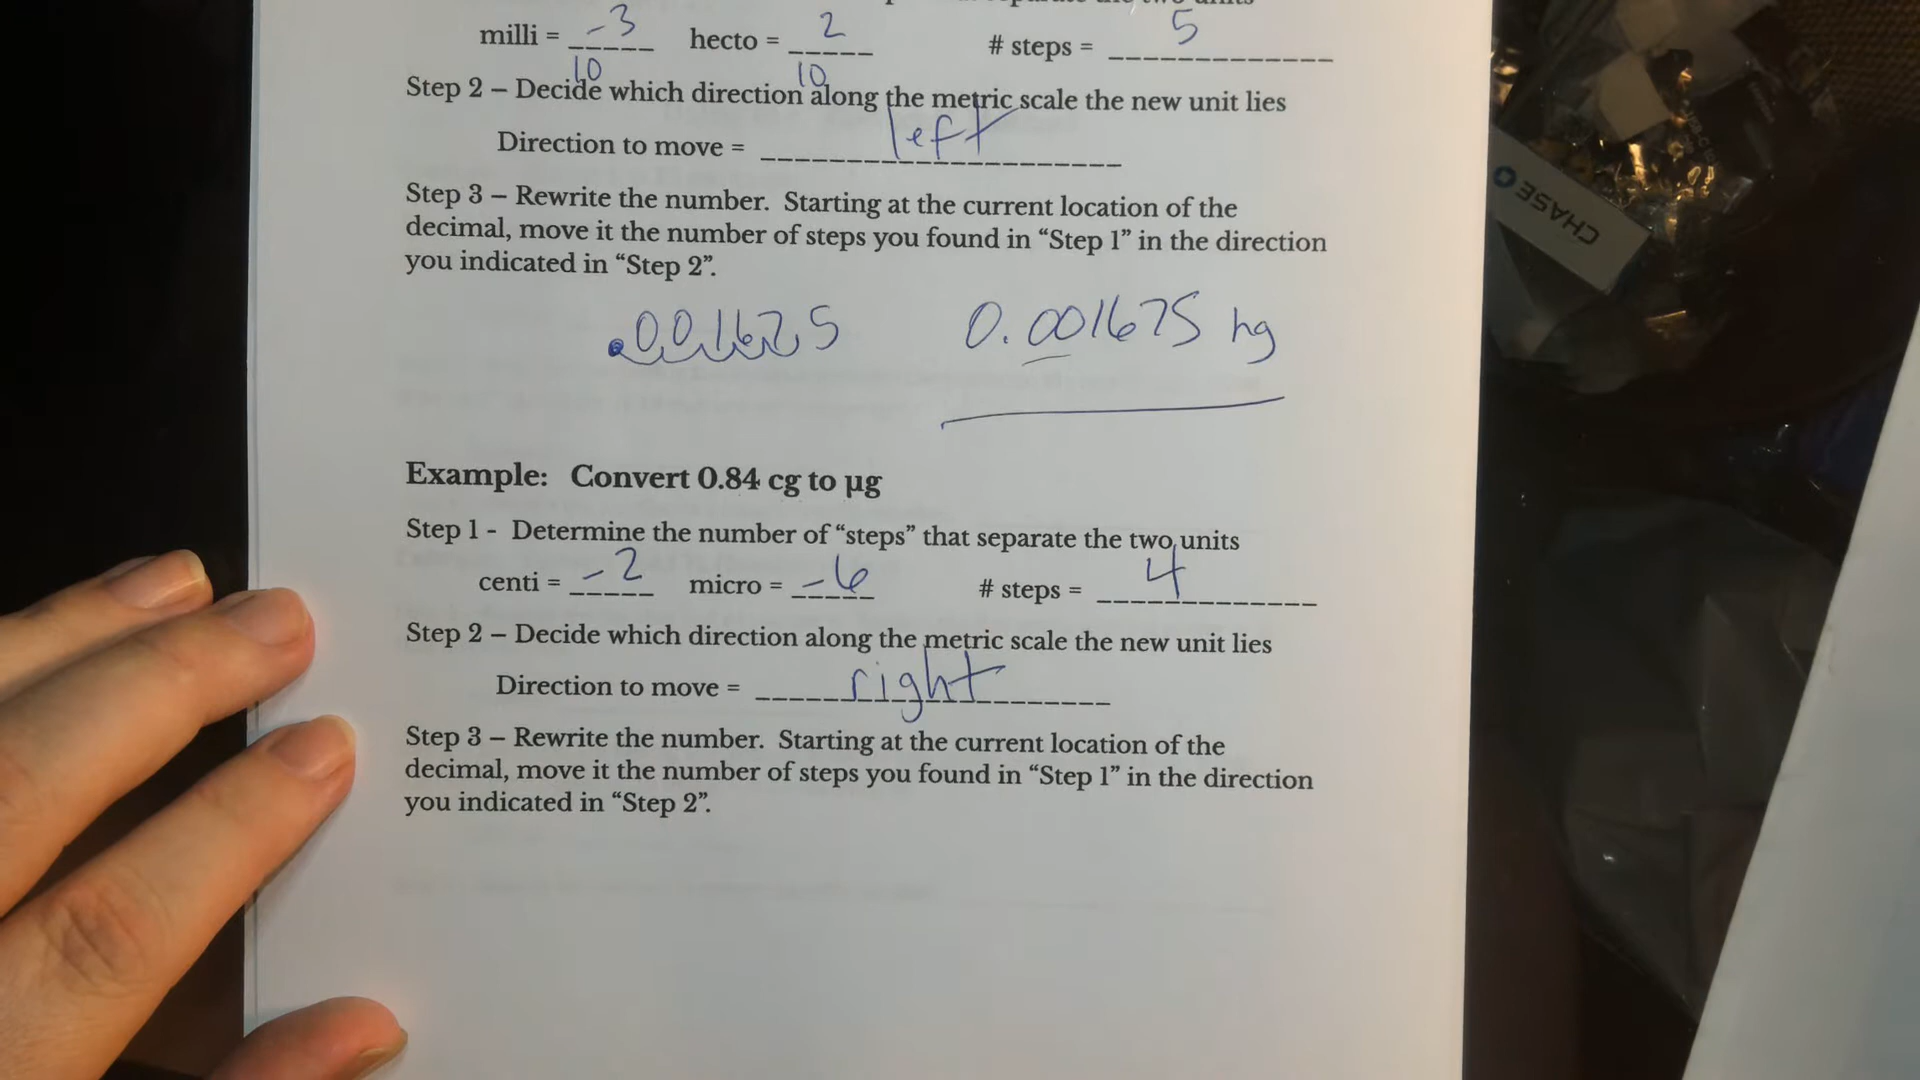 milli = -3 hecto = 2 # steps = 5
10 10
Step 2 – Decide which direction along the metric scale the new unit lies
Direction to move = left
Step 3 – Rewrite the number. Starting at the current location of the
decimal, move it the number of steps you found in “Step 1” in the direction
you indicated in “Step 2”.
.001675 0.001675 hg
Example: Convert 0.84 cg to µg
Step 1 - Determine the number of “steps” that separate the two units
centi = -2 micro = -6 # steps = 4
Step 2 – Decide which direction along the metric scale the new unit lies
Direction to move = right
Step 3 – Rewrite the number. Starting at the current location of the
decimal, move it the number of steps you found in “Step 1” in the direction
you indicated in “Step 2”.
CHASE